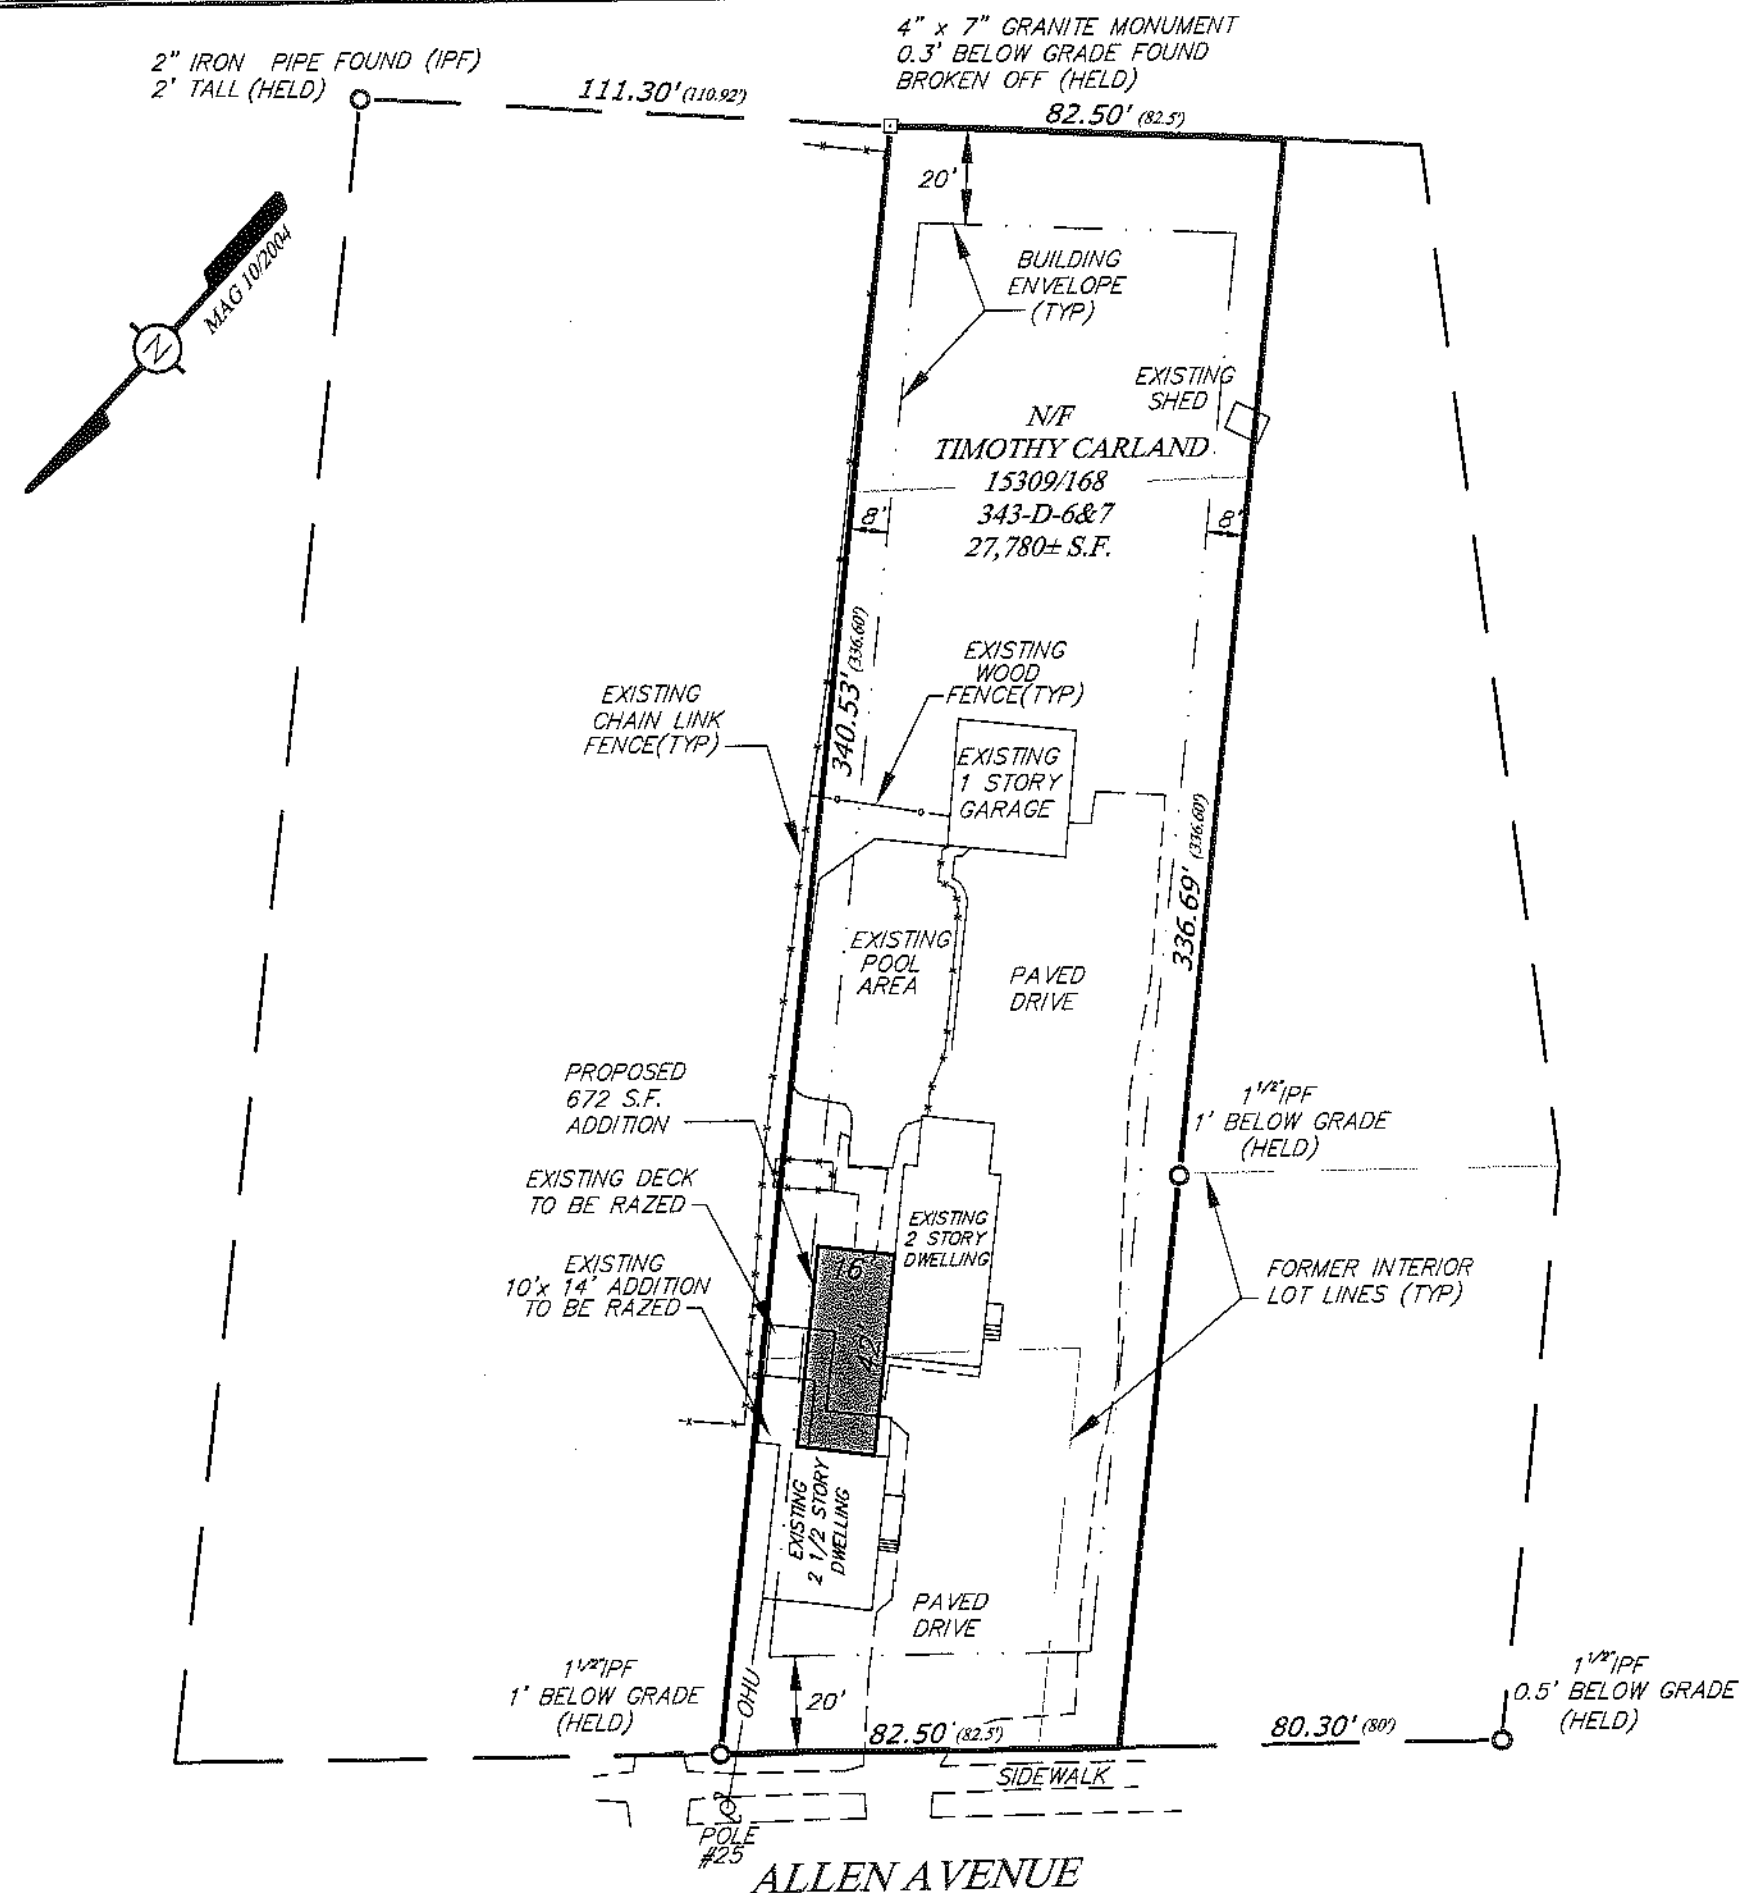 4" x 7" GRANITE MONUMENT
0.3' BELOW GRADE FOUND
BROKEN OFF (HELD)
2" IRON PIPE FOUND (IPF)
2' TALL (HELD)
111.30' (110.92')
82.50' (82.5')
20'
MAG 10/2004
N
BUILDING
ENVELOPE
(TYP)
EXISTING
SHED
N/F
TIMOTHY CARLAND
15309/168
343-D-6&7
27,780± S.F.
8'
8'
340.53' (336.60')
EXISTING
WOOD
FENCE(TYP)
EXISTING
CHAIN LINK
FENCE(TYP)
EXISTING
1 STORY
GARAGE
336.69' (336.60')
EXISTING
POOL
AREA
PAVED
DRIVE
PROPOSED
672 S.F.
ADDITION
1 1/2" IPF
1' BELOW GRADE
(HELD)
EXISTING DECK
TO BE RAZED
EXISTING
2 STORY
DWELLING
EXISTING
10'x 14' ADDITION
TO BE RAZED
16'
42'
FORMER INTERIOR
LOT LINES (TYP)
EXISTING
2 1/2 STORY
DWELLING
PAVED
DRIVE
1 1/2" IPF
1' BELOW GRADE
(HELD)
OHU
20'
1 1/2" IPF
0.5' BELOW GRADE
(HELD)
82.50' (82.5')
80.30' (80')
SIDEWALK
POLE
#25
ALLEN AVENUE